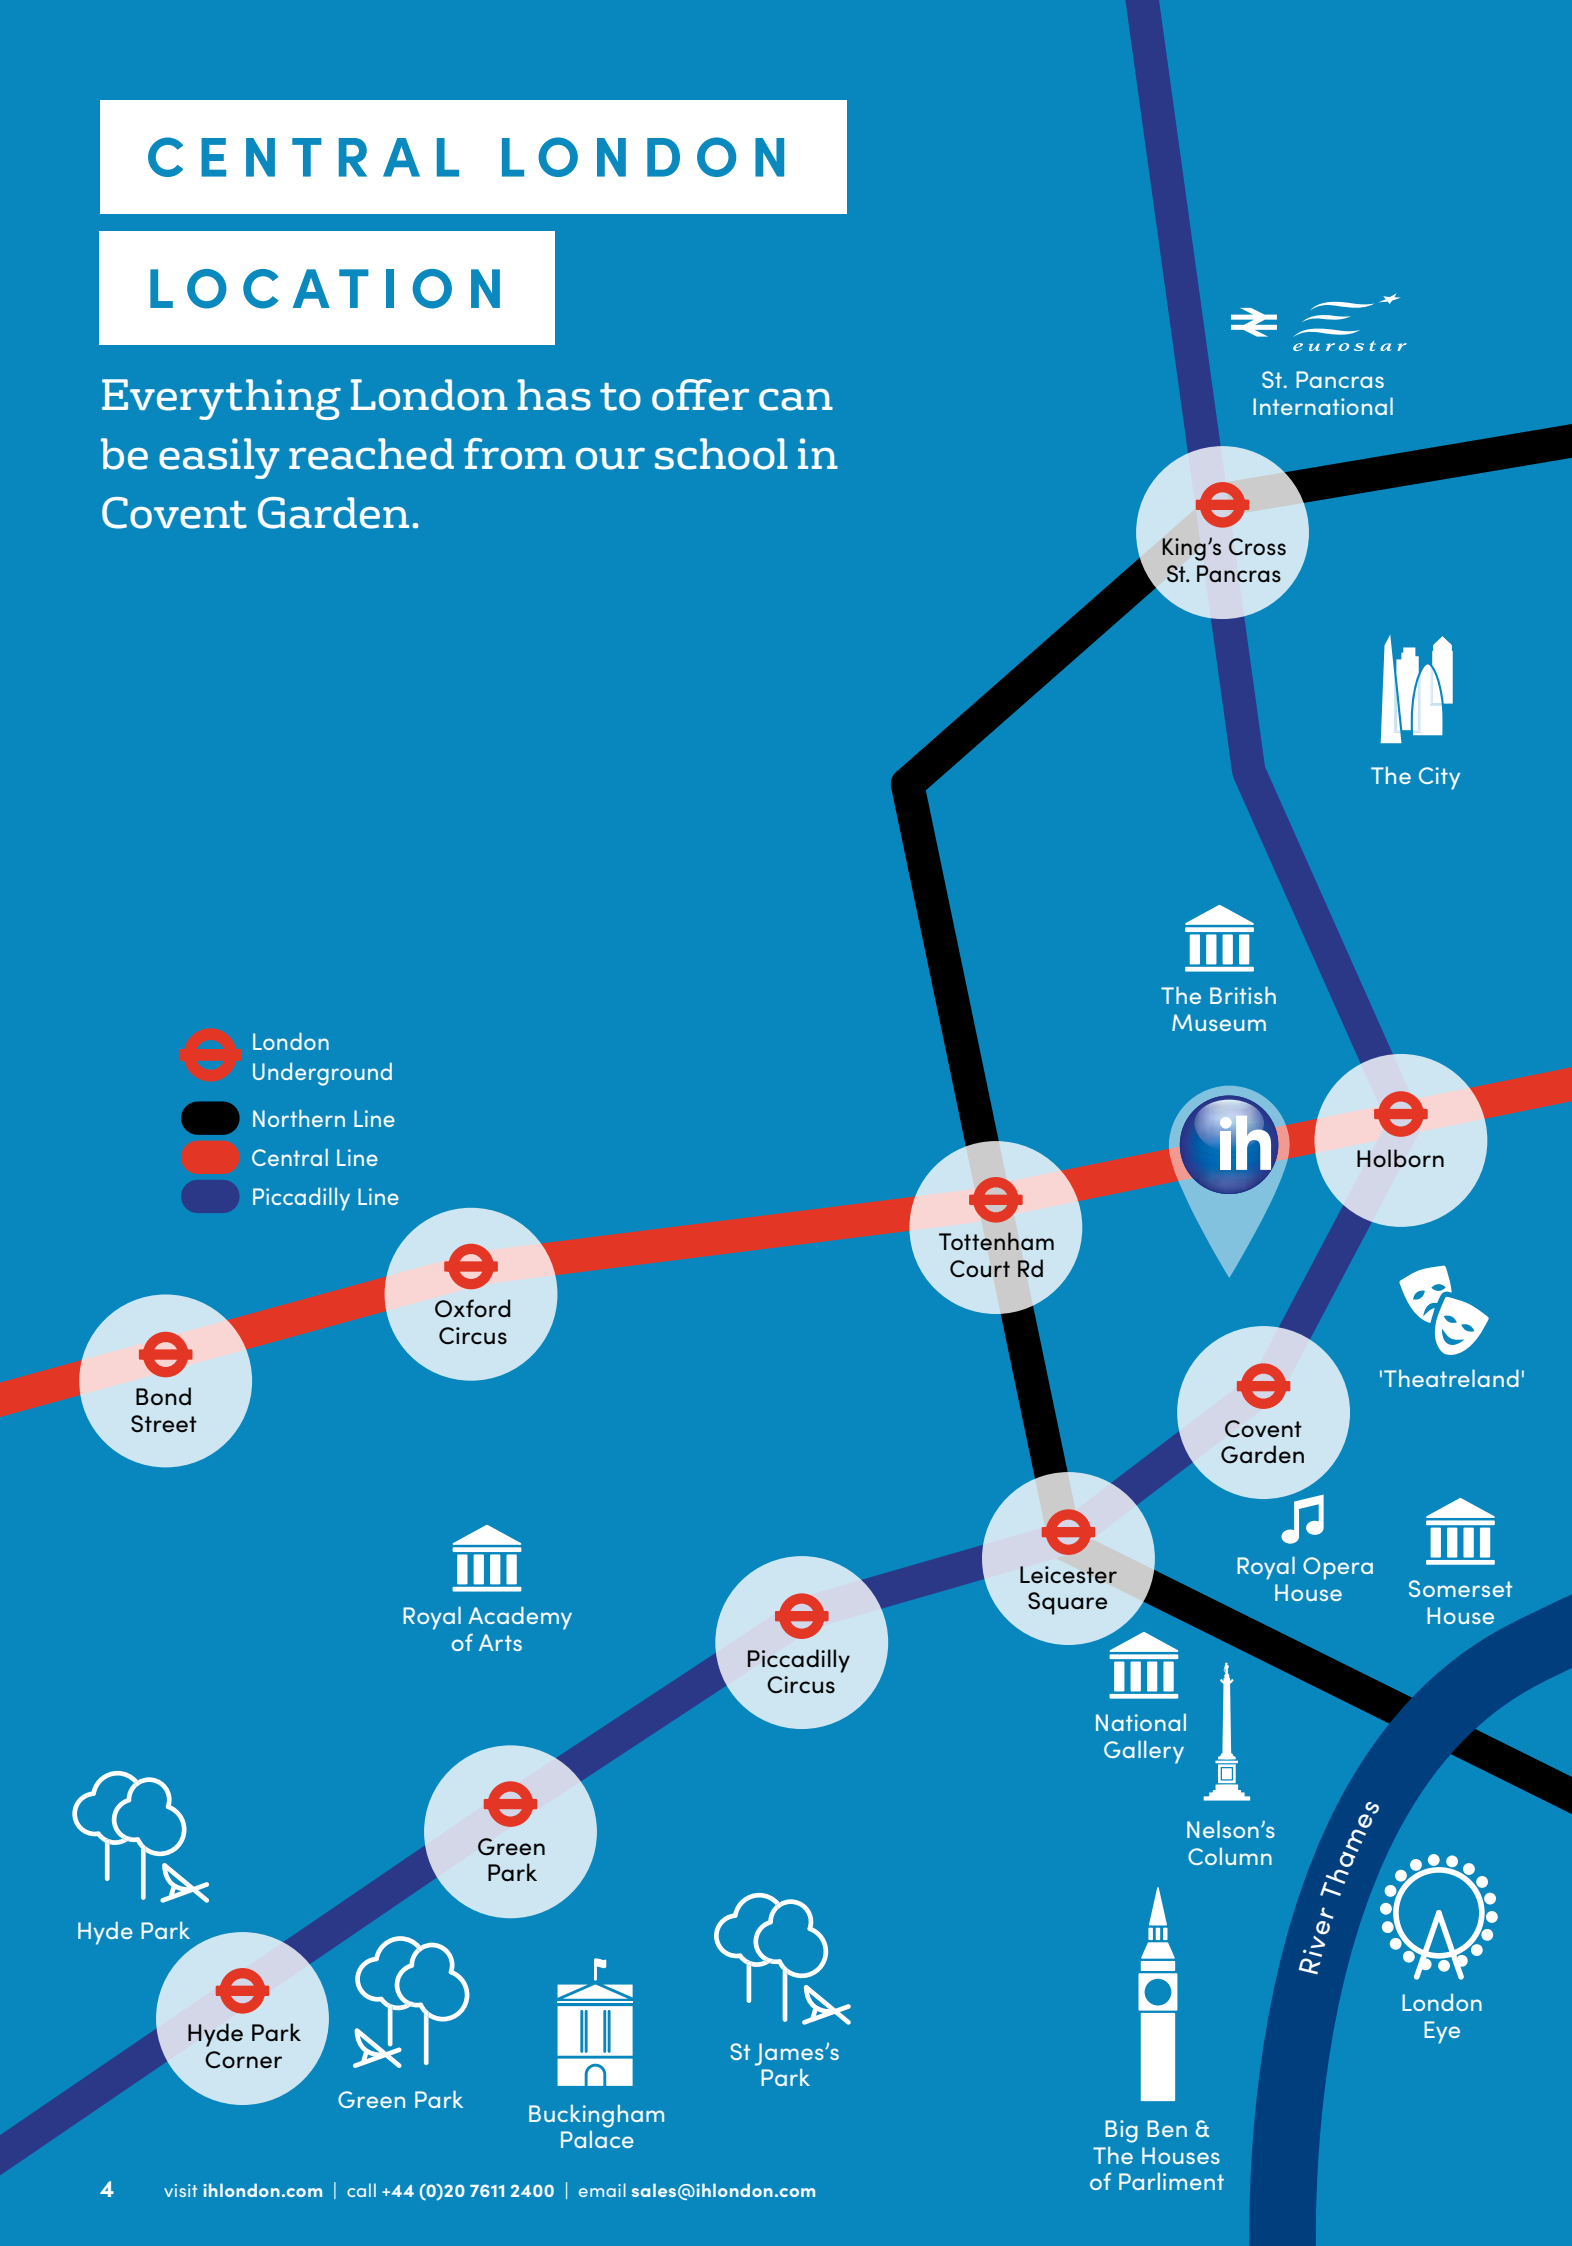 CENTRAL LONDON
LOCATION
Everything London has to offer can
be easily reached from our school in
Covent Garden.
eurostar
St. Pancras
International
King's Cross
St. Pancras
The City
The British
Museum
London
Underground
Northern Line
Central Line
Piccadilly Line
ih
Holborn
Tottenham
Court Rd
Oxford
Circus
Bond
Street
'Theatreland'
Covent
Garden
Royal Opera
House
Somerset
House
Leicester
Square
Royal Academy
of Arts
Piccadilly
Circus
National
Gallery
Nelson's
Column
Green
Park
River Thames
Hyde Park
Hyde Park
Corner
Green Park
Buckingham
Palace
St James's
Park
London
Eye
Big Ben &
The Houses
of Parliment
4 visit ihlondon.com | call +44 (0)20 7611 2400 | email sales@ihlondon.com